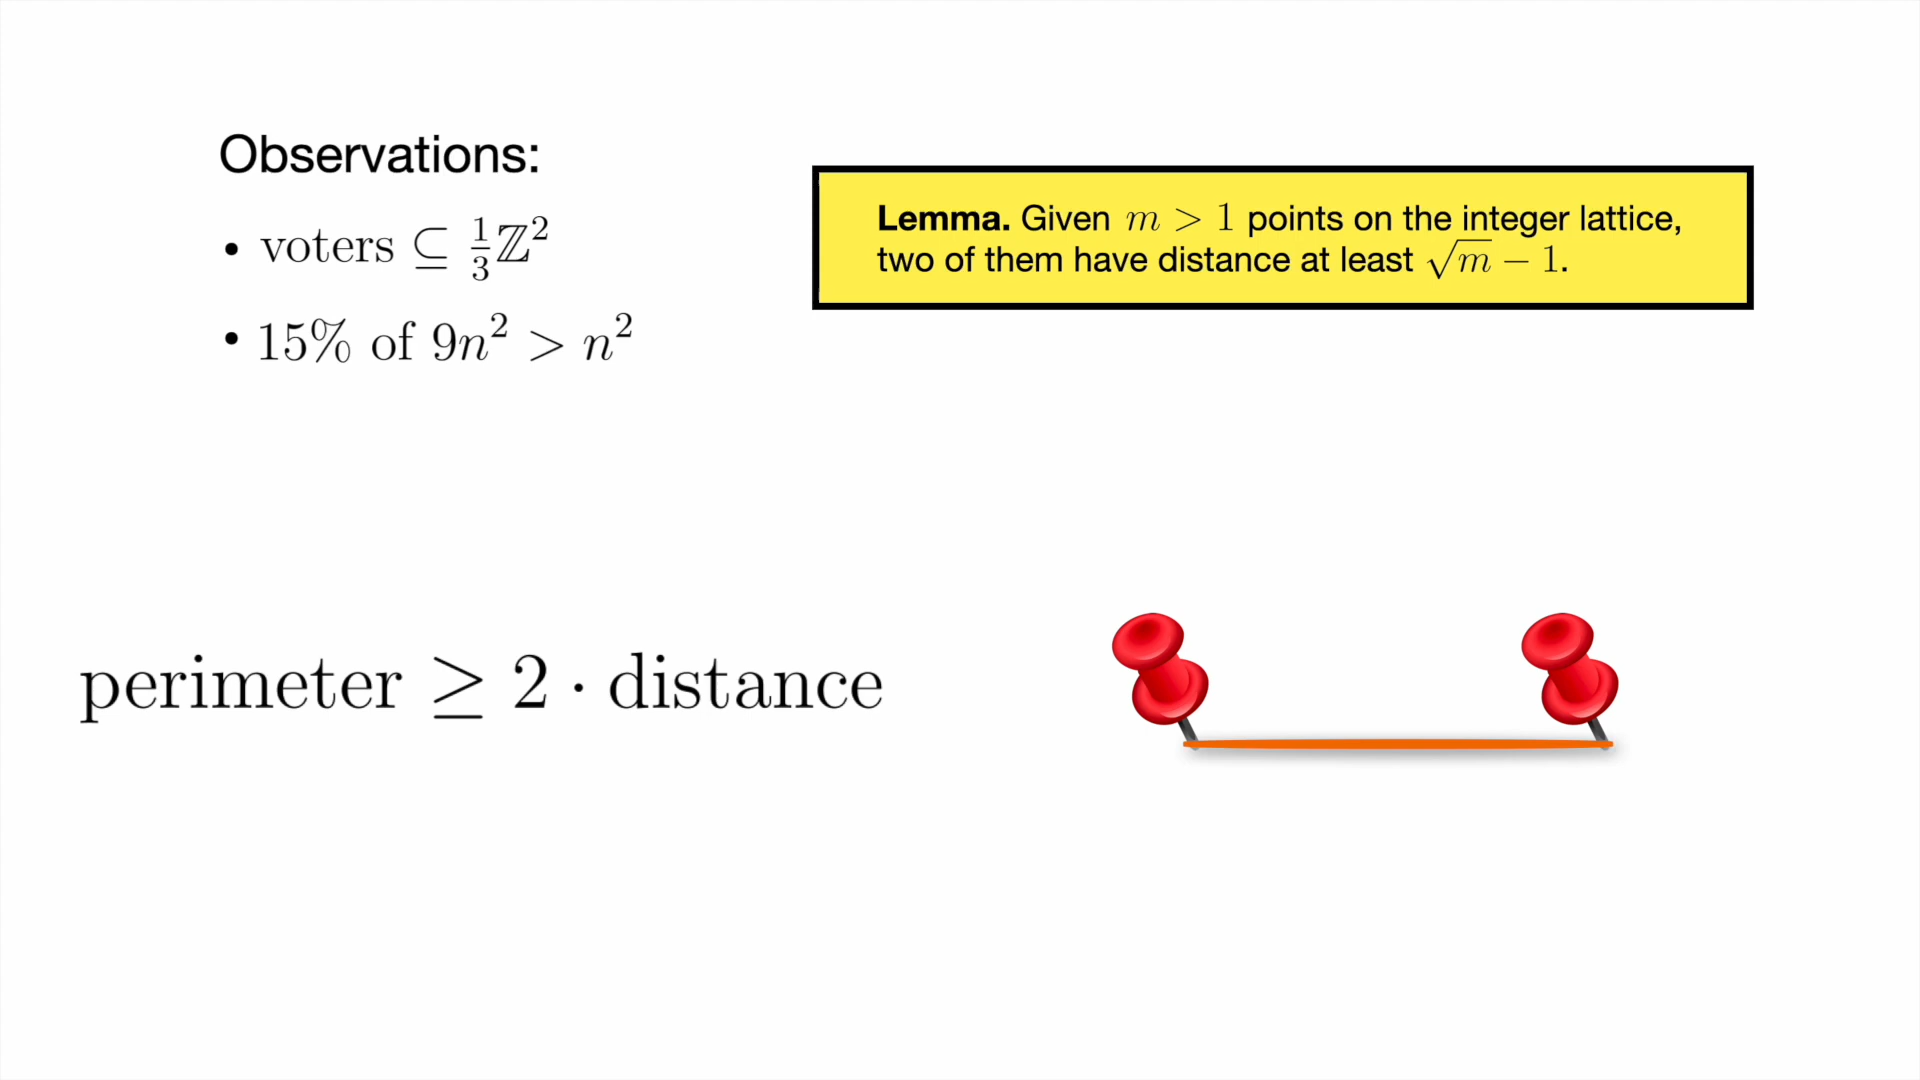 Observations:
• voters ⊆ 1/3 ℤ²
• 15% of 9n² > n²
Lemma. Given m > 1 points on the integer lattice,
two of them have distance at least √m − 1.
perimeter ≥ 2 · distance